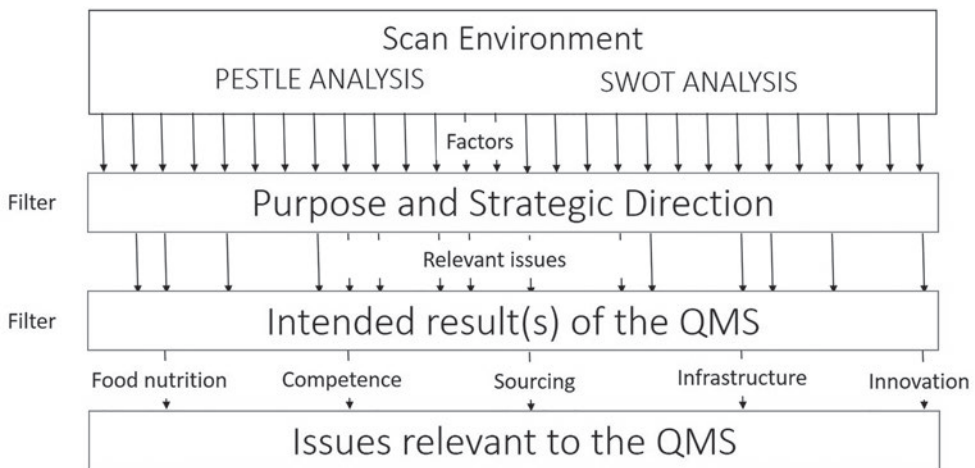 Scan Environment
PESTLE ANALYSIS SWOT ANALYSIS
Factors
Filter Purpose and Strategic Direction
Relevant issues
Filter Intended result(s) of the QMS
Food nutrition Competence Sourcing Infrastructure Innovation
Issues relevant to the QMS